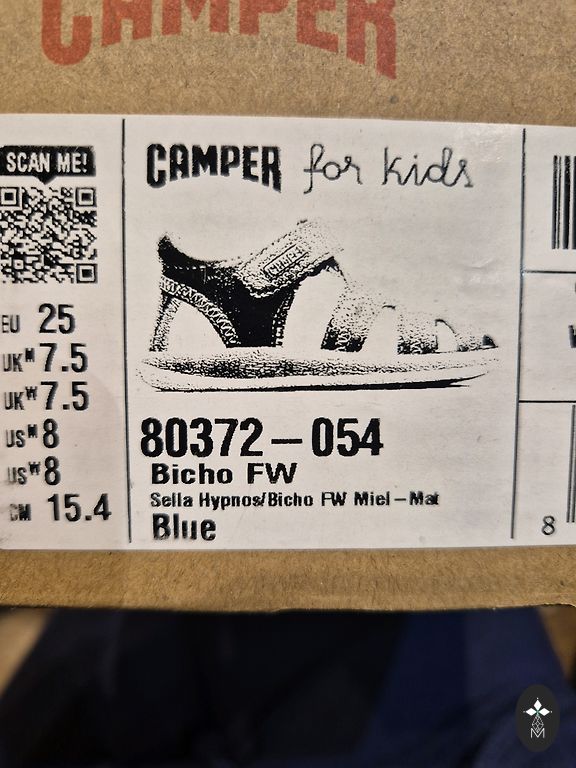 CAMPER
SCAN ME!
CAMPER for kids
CAMPER
EU 25
UK M 7.5
UK W 7.5
US M 8
US W 8
CM 15.4
80372-054
Bicho FW
Sella Hypnos/Bicho FW Miel-Mat
Blue
8
M